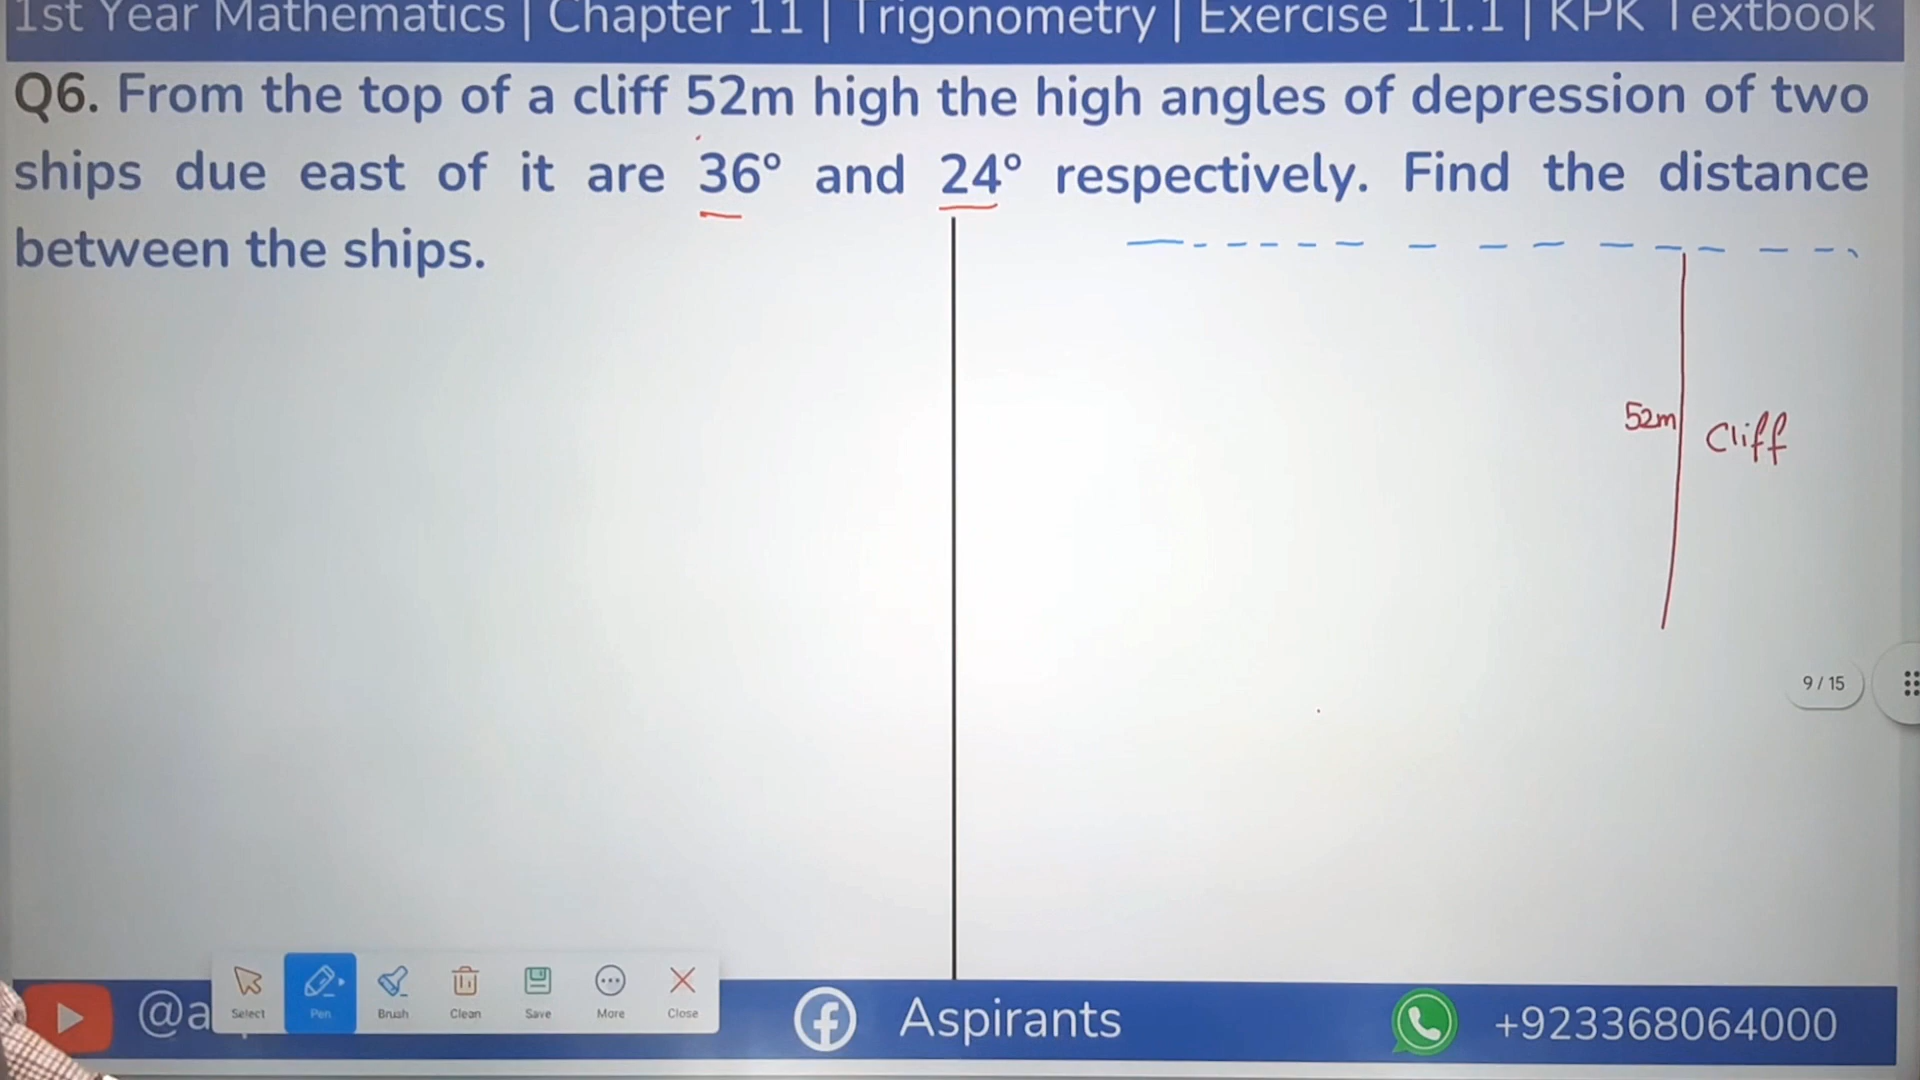 1st Year Mathematics | Chapter 11 | Trigonometry | Exercise 11.1 | KPK Textbook
Q6. From the top of a cliff 52m high the high angles of depression of two
ships due east of it are 36° and 24° respectively. Find the distance
between the ships.
52m
Cliff
9 / 15
Select
Pen
Brush
Clean
Save
More
Close
@a
Aspirants
+923368064000